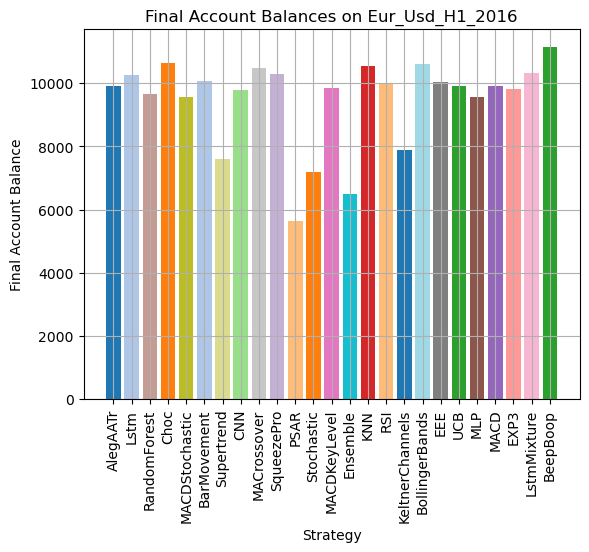 Final Account Balances on Eur_Usd_H1_2016
Final Account Balance
10000
8000
6000
4000
2000
0
AlegAATr
Lstm
RandomForest
Choc
MACDStochastic
BarMovement
Supertrend
CNN
MACrossover
SqueezePro
PSAR
Stochastic
MACDKeyLevel
Ensemble
KNN
RSI
KeltnerChannels
BollingerBands
EEE
UCB
MLP
MACD
EXP3
LstmMixture
BeepBoop
Strategy